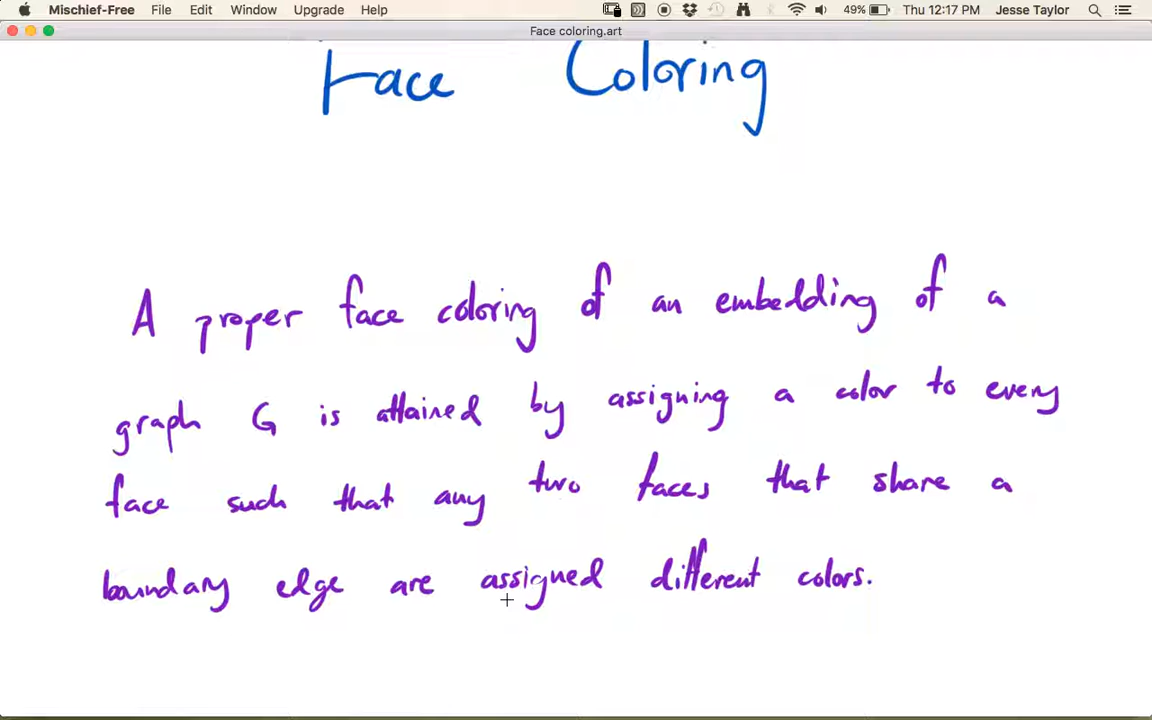 Mischief-Free File Edit Window Upgrade Help 49% Thu 12:17 PM Jesse Taylor
Face coloring.art
Face Coloring
A proper face coloring of an embedding of a
graph G is attained by assigning a color to every
face such that any two faces that share a
boundary edge are assigned different colors.